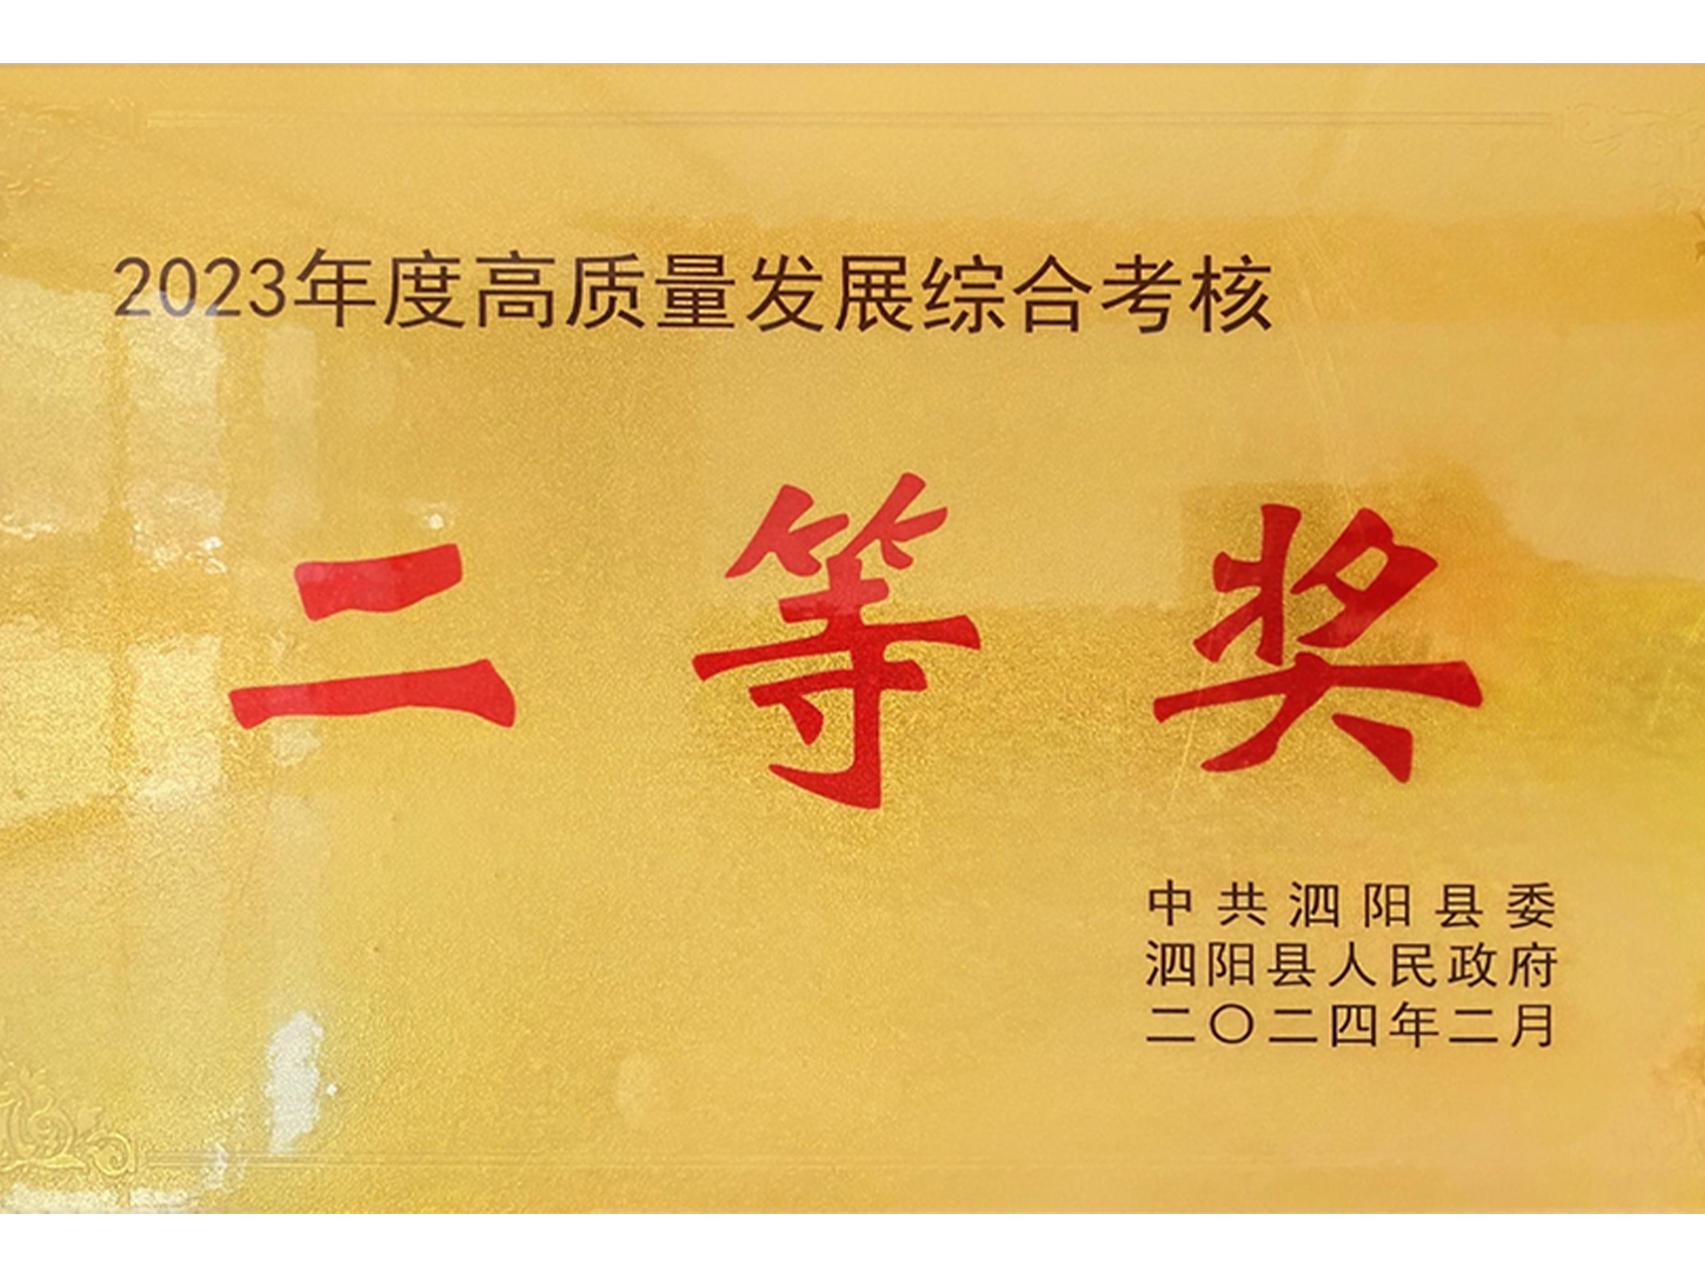 2023年度高质量发展综合考核
二等奖
中共泗阳县委
泗阳县人民政府
二〇二四年二月